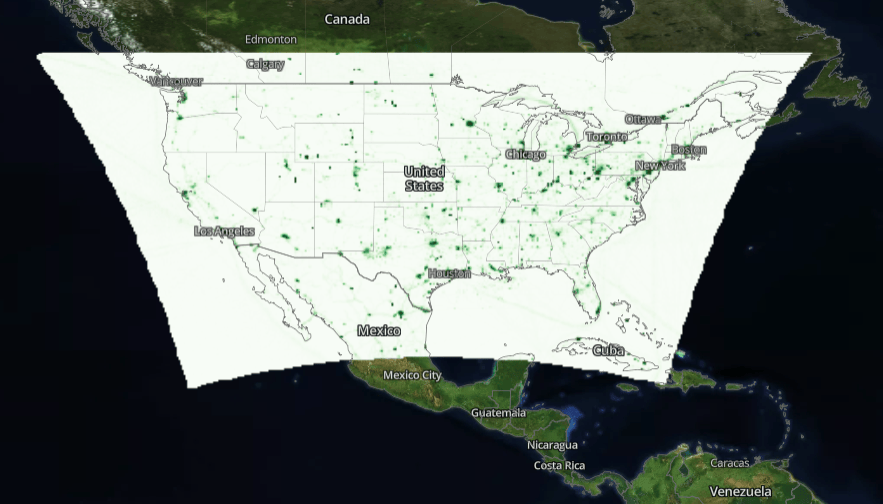 Canada
Edmonton
Calgary
Vancouver
Ottawa
Toronto
Boston
Chicago
New York
United
States
Los Angeles
Houston
Mexico
Cuba
Mexico City
Guatemala
Nicaragua
Costa Rica
Caracas
Venezuela